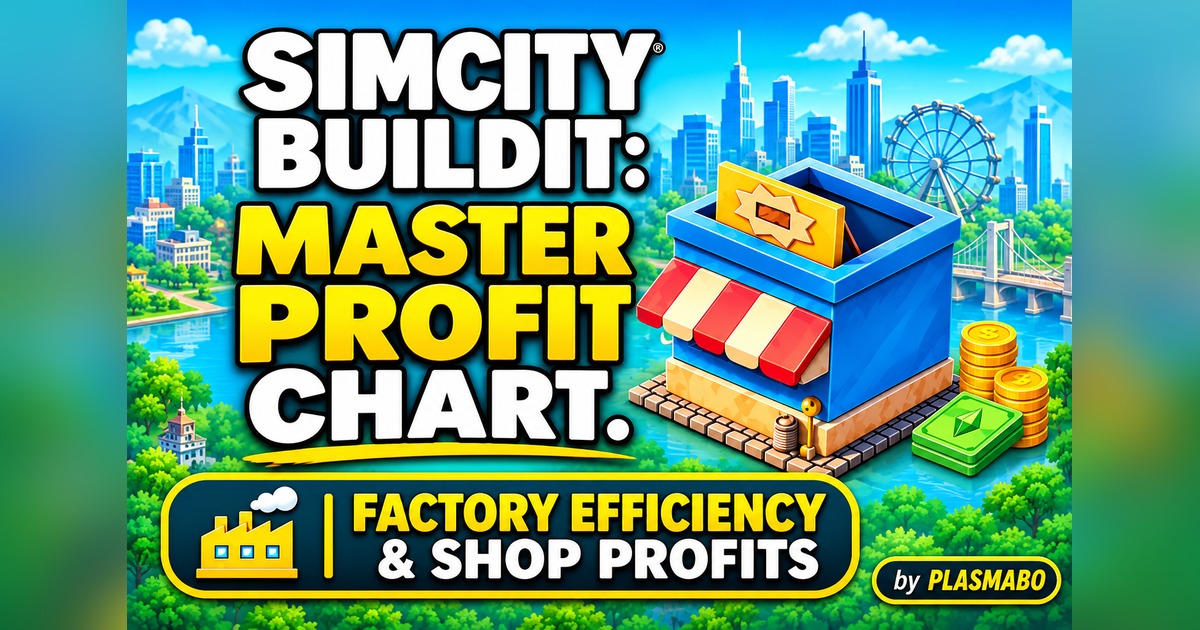 SIMCITY®
BUILDIT:
MASTER
PROFIT
CHART.
FACTORY EFFICIENCY
& SHOP PROFITS
by PLASMABO